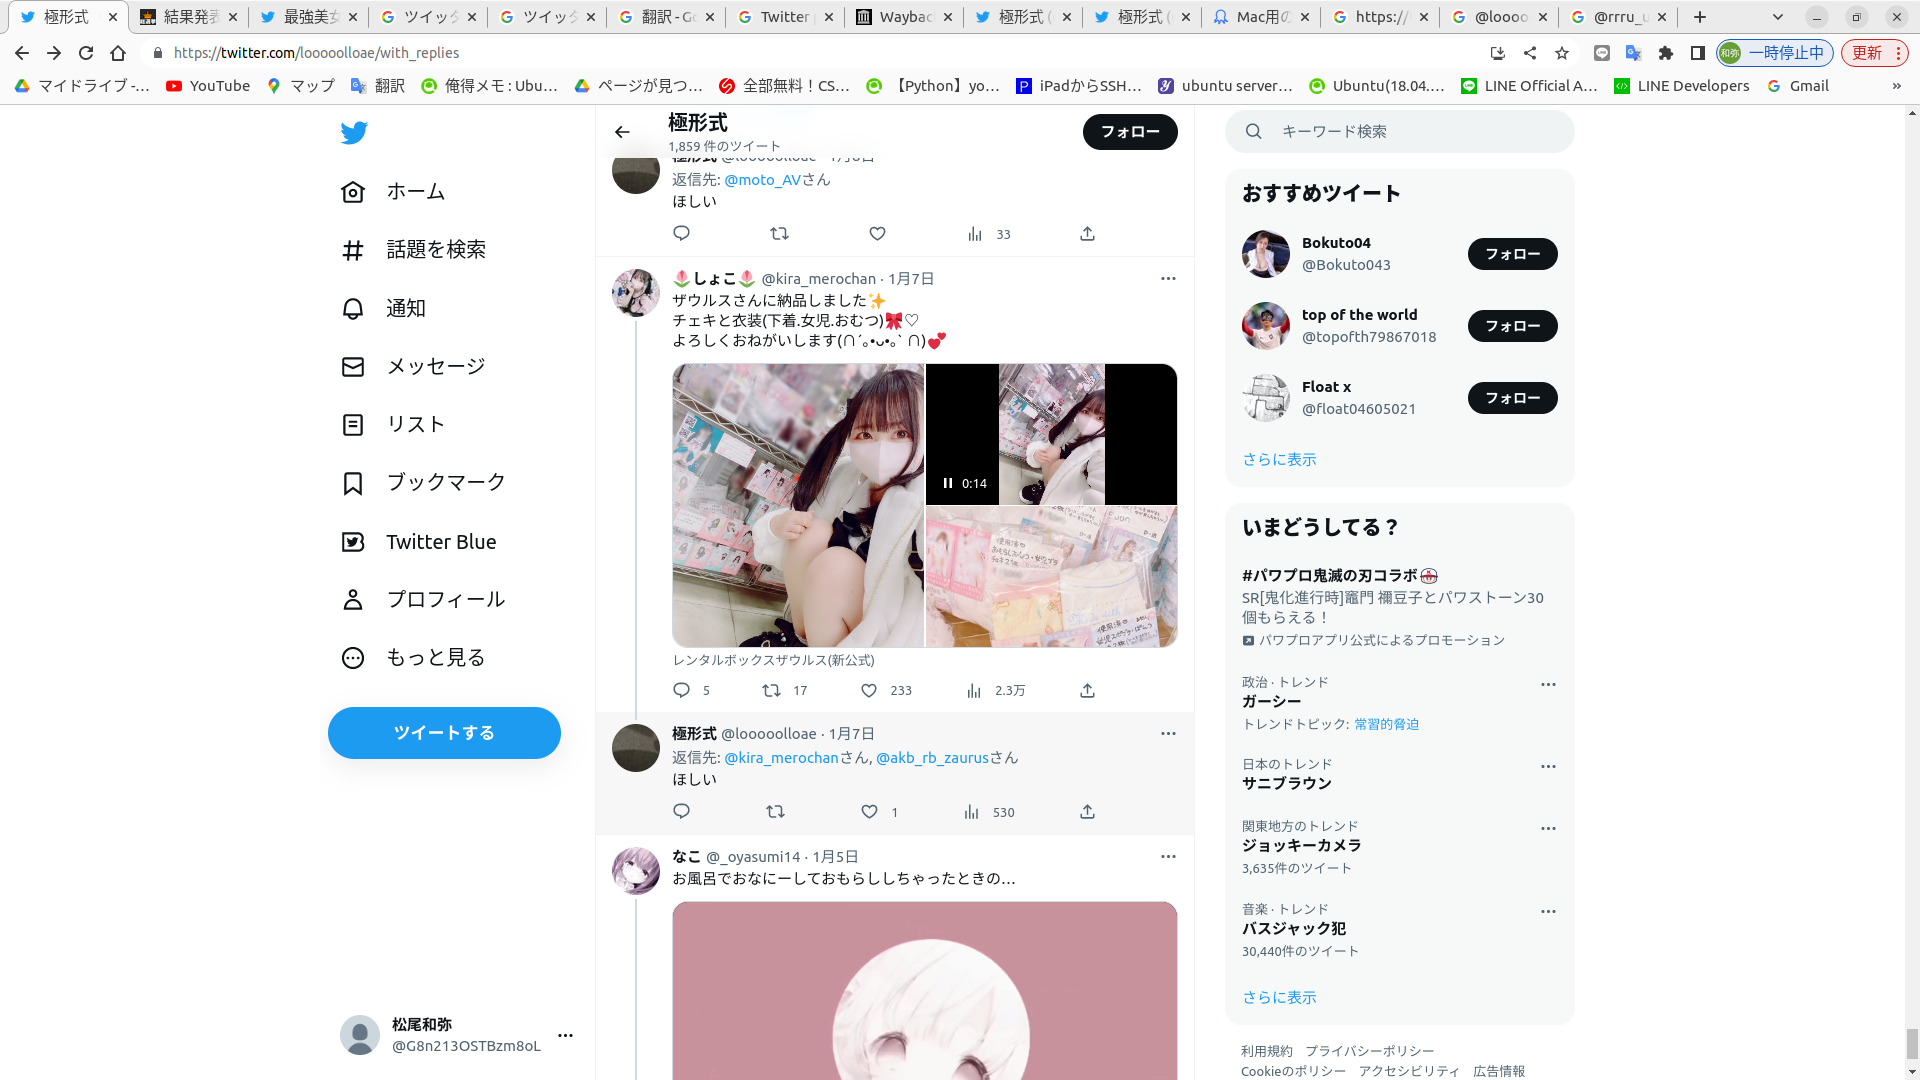 極形式
結果発表
最強美女
ツイッタ
ツイッタ
翻訳 - Go
Twitter
Wayba
極形式 (
極形式 (
Mac用の
https://
@loooo
@rrru_u
https://twitter.com/looooolloae/with_replies
和弥
一時停止中
更新
マイドライブ -...
YouTube
マップ
翻訳
俺得メモ : Ubu...
ページが見つ...
全部無料！CS...
【Python】yo...
iPadからSSH...
ubuntu server...
Ubuntu(18.04....
LINE Official A...
LINE Developers
Gmail
»
ホーム
話題を検索
通知
メッセージ
リスト
ブックマーク
Twitter Blue
プロフィール
もっと見る
ツイートする
松尾和弥
@G8n213OSTBzm8oL
極形式
1,859 件のツイート
フォロー
極形式 @looooolloae · 1月8日
返信先: @moto_AVさん
ほしい
33
🌷しょこ🌷 @kira_merochan · 1月7日
ザウルスさんに納品しました✨
チェキと衣装(下着.女児.おむつ)🎀♡
よろしくおねがいします(∩´｡•ᴗ•｡`∩)💕
0:14
レンタルボックスザウルス(新公式)
5
17
233
2.3万
極形式 @looooolloae · 1月7日
返信先: @kira_merochanさん, @akb_rb_zaurusさん
ほしい
1
530
なこ @_oyasumi14 · 1月5日
お風呂でおなにーしておもらししちゃったときの...
キーワード検索
おすすめツイート
Bokuto04
@Bokuto043
フォロー
top of the world
@topofth79867018
フォロー
Float x
@float04605021
フォロー
さらに表示
いまどうしてる？
#パワプロ鬼滅の刃コラボ
SR[鬼化進行時]竈門 禰豆子とパワストーン30
個もらえる！
パワプロアプリ公式によるプロモーション
政治 · トレンド
ガーシー
トレンドトピック: 常習的脅迫
日本のトレンド
サニブラウン
関東地方のトレンド
ジョッキーカメラ
3,635件のツイート
音楽 · トレンド
バスジャック犯
30,440件のツイート
さらに表示
利用規約 プライバシーポリシー
Cookieのポリシー アクセシビリティ 広告情報